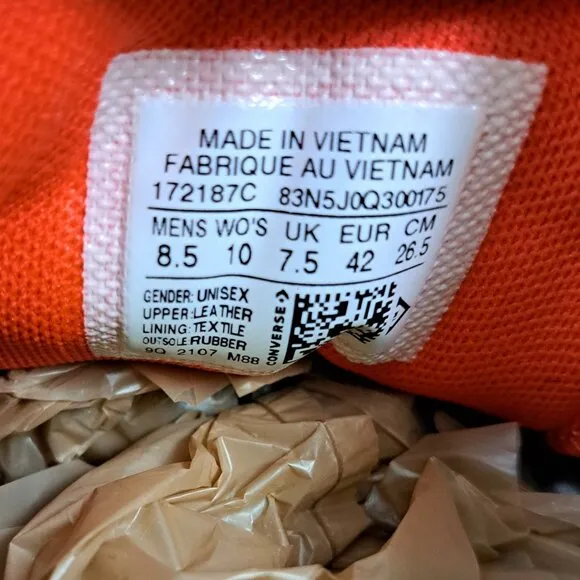 MADE IN VIETNAM
FABRIQUE AU VIETNAM
172187C 83N5J0Q300175
MENS WO'S UK EUR CM
8.5 10 7.5 42 26.5
GENDER: UNISEX
UPPER:LEATHER
LINING: TEXTILE
OUTSOLE RUBBER
9Q 2107 M88
CONVERSE